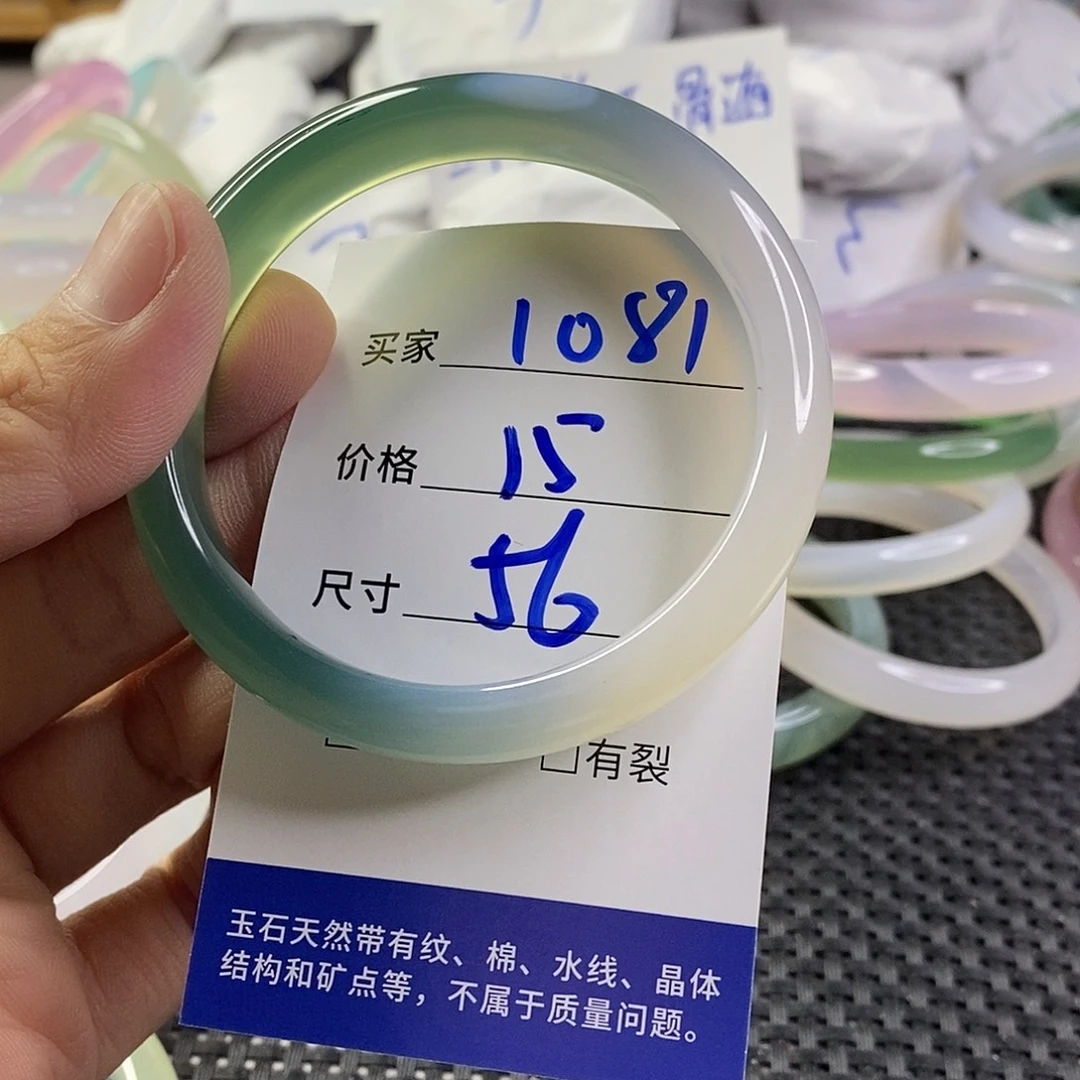 买家 1081
价格 15
尺寸 56
□有裂
玉石天然带有纹、棉、水线、晶体
结构和矿点等，不属于质量问题。